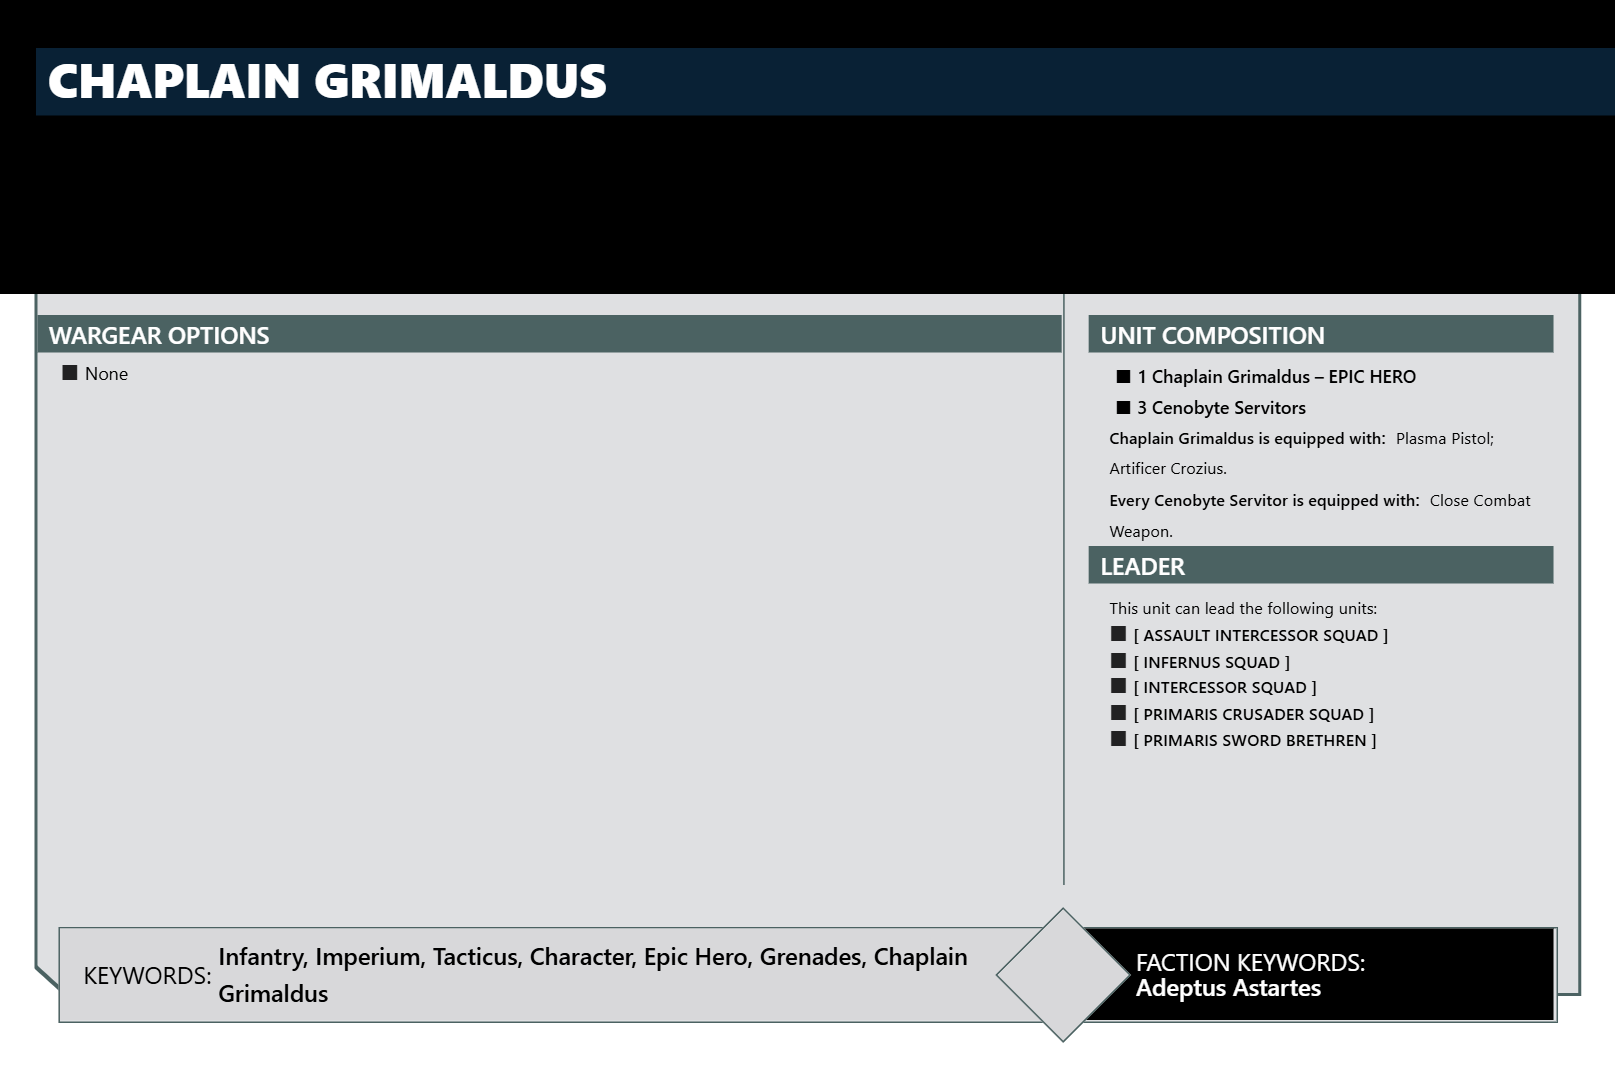 CHAPLAIN GRIMALDUS
WARGEAR OPTIONS
None
UNIT COMPOSITION
1 Chaplain Grimaldus – EPIC HERO
3 Cenobyte Servitors
Chaplain Grimaldus is equipped with: Plasma Pistol;
Artificer Crozius.
Every Cenobyte Servitor is equipped with: Close Combat
Weapon.
LEADER
This unit can lead the following units:
[ ASSAULT INTERCESSOR SQUAD ]
[ INFERNUS SQUAD ]
[ INTERCESSOR SQUAD ]
[ PRIMARIS CRUSADER SQUAD ]
[ PRIMARIS SWORD BRETHREN ]
KEYWORDS: Infantry, Imperium, Tacticus, Character, Epic Hero, Grenades, Chaplain
Grimaldus
FACTION KEYWORDS:
Adeptus Astartes